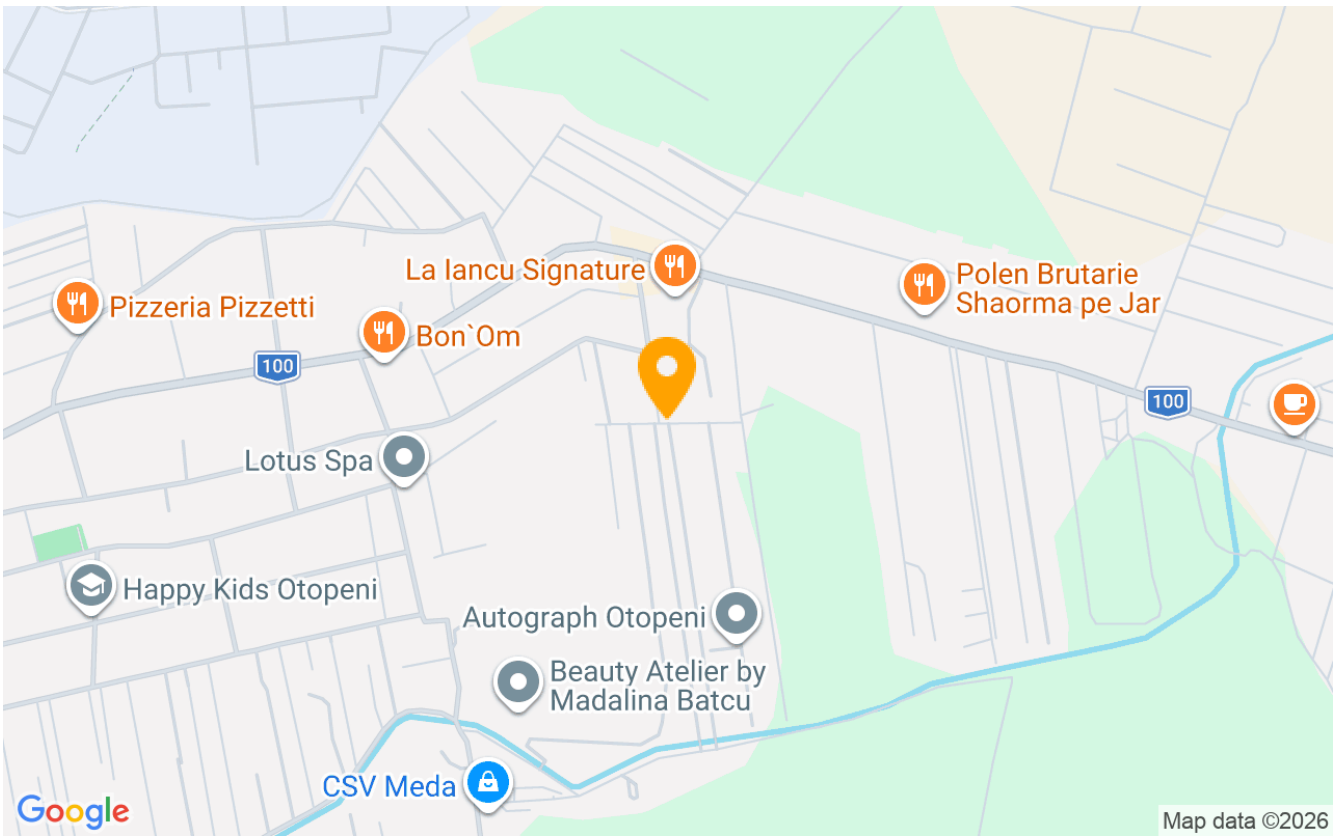 La Iancu Signature
Polen Brutarie
Shaorma pe Jar
Pizzeria Pizzetti
Bon`Om
100
100
Lotus Spa
Happy Kids Otopeni
Autograph Otopeni
Beauty Atelier by
Madalina Batcu
CSV Meda
Google
Map data ©2026